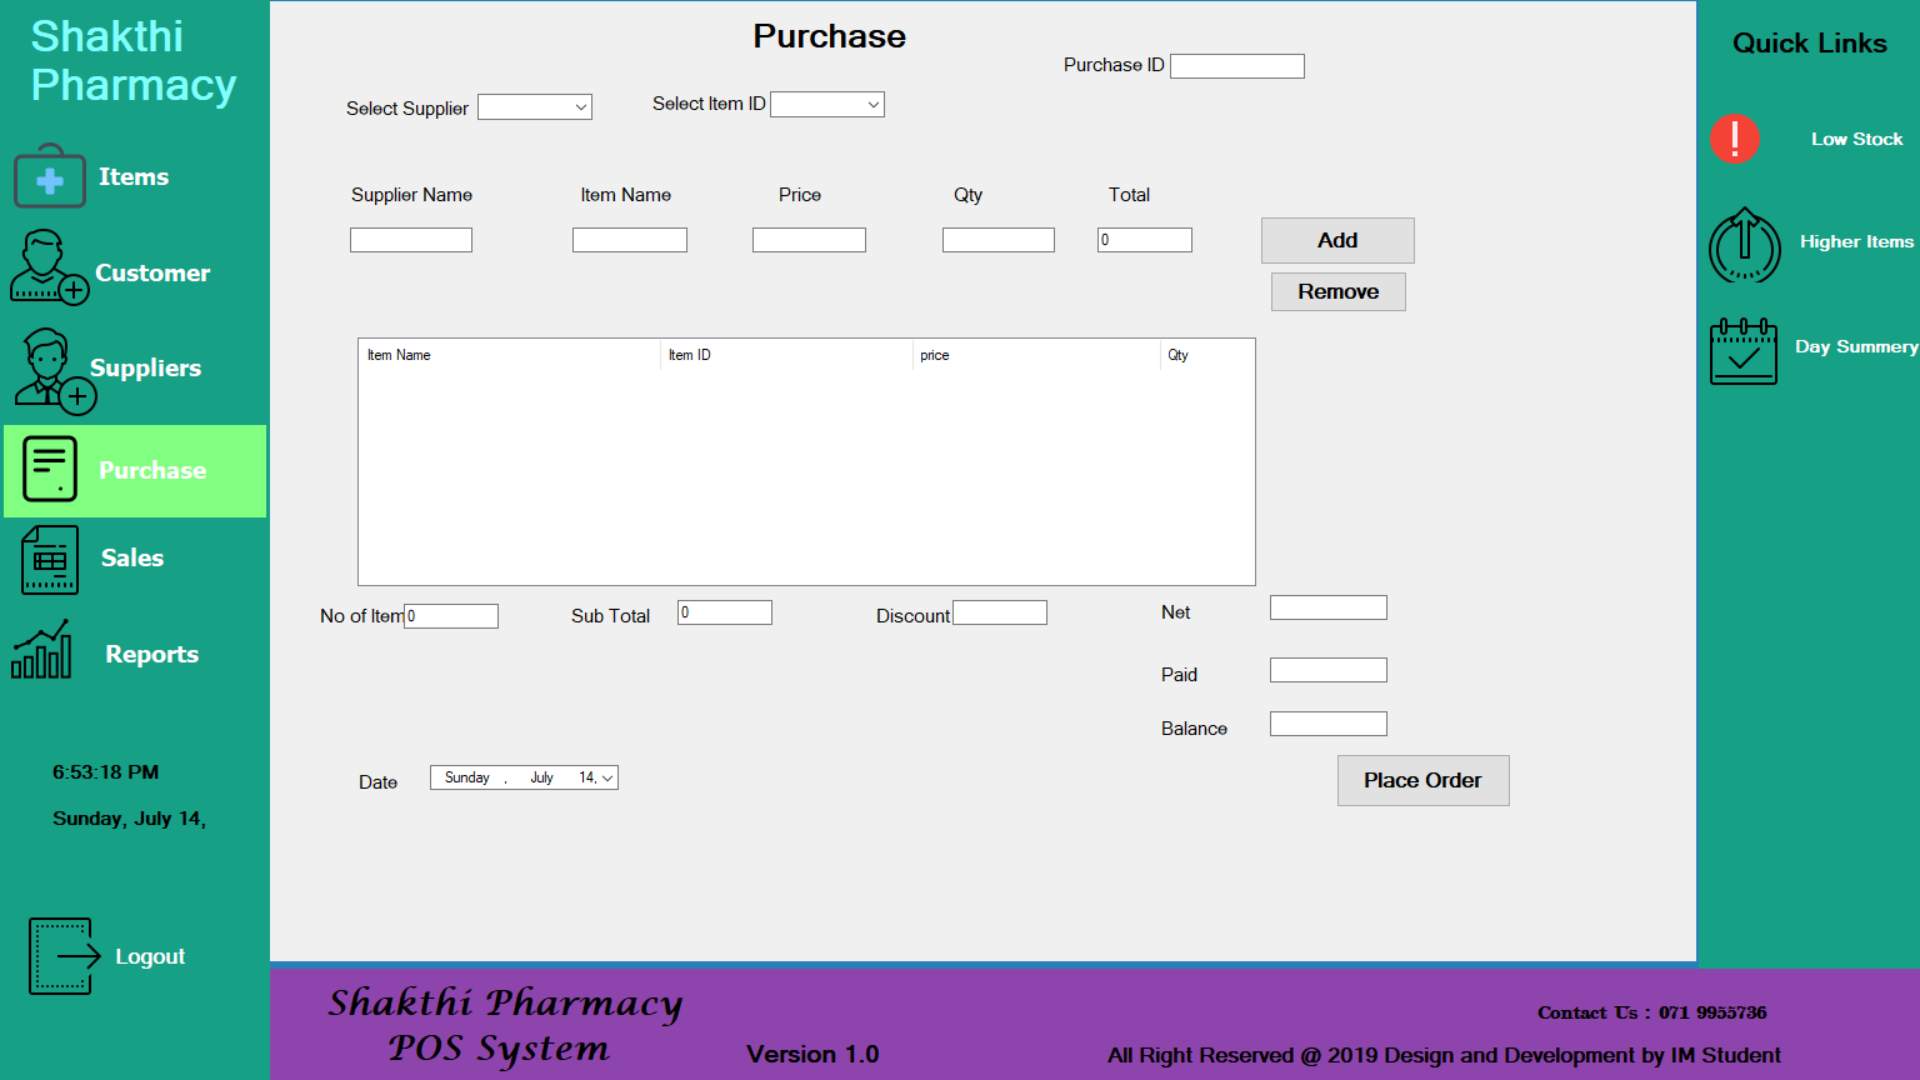 Shakthi
Pharmacy
Items
Customer
Suppliers
Purchase
Sales
Reports
6:53:18 PM
Sunday, July 14,
Logout
Purchase
Purchase ID
Select Supplier
Select Item ID
Supplier Name
Item Name
Price
Qty
Total
0
Add
Remove
Item Name
Item ID
price
Qty
No of Item 0
Sub Total 0
Discount
Net
Paid
Balance
Date
Sunday , July 14,
Place Order
Quick Links
Low Stock
Higher Items
Day Summery
Shakthi Pharmacy
POS System
Version 1.0
Contact Us : 071 9955736
All Right Reserved @ 2019 Design and Development by IM Student